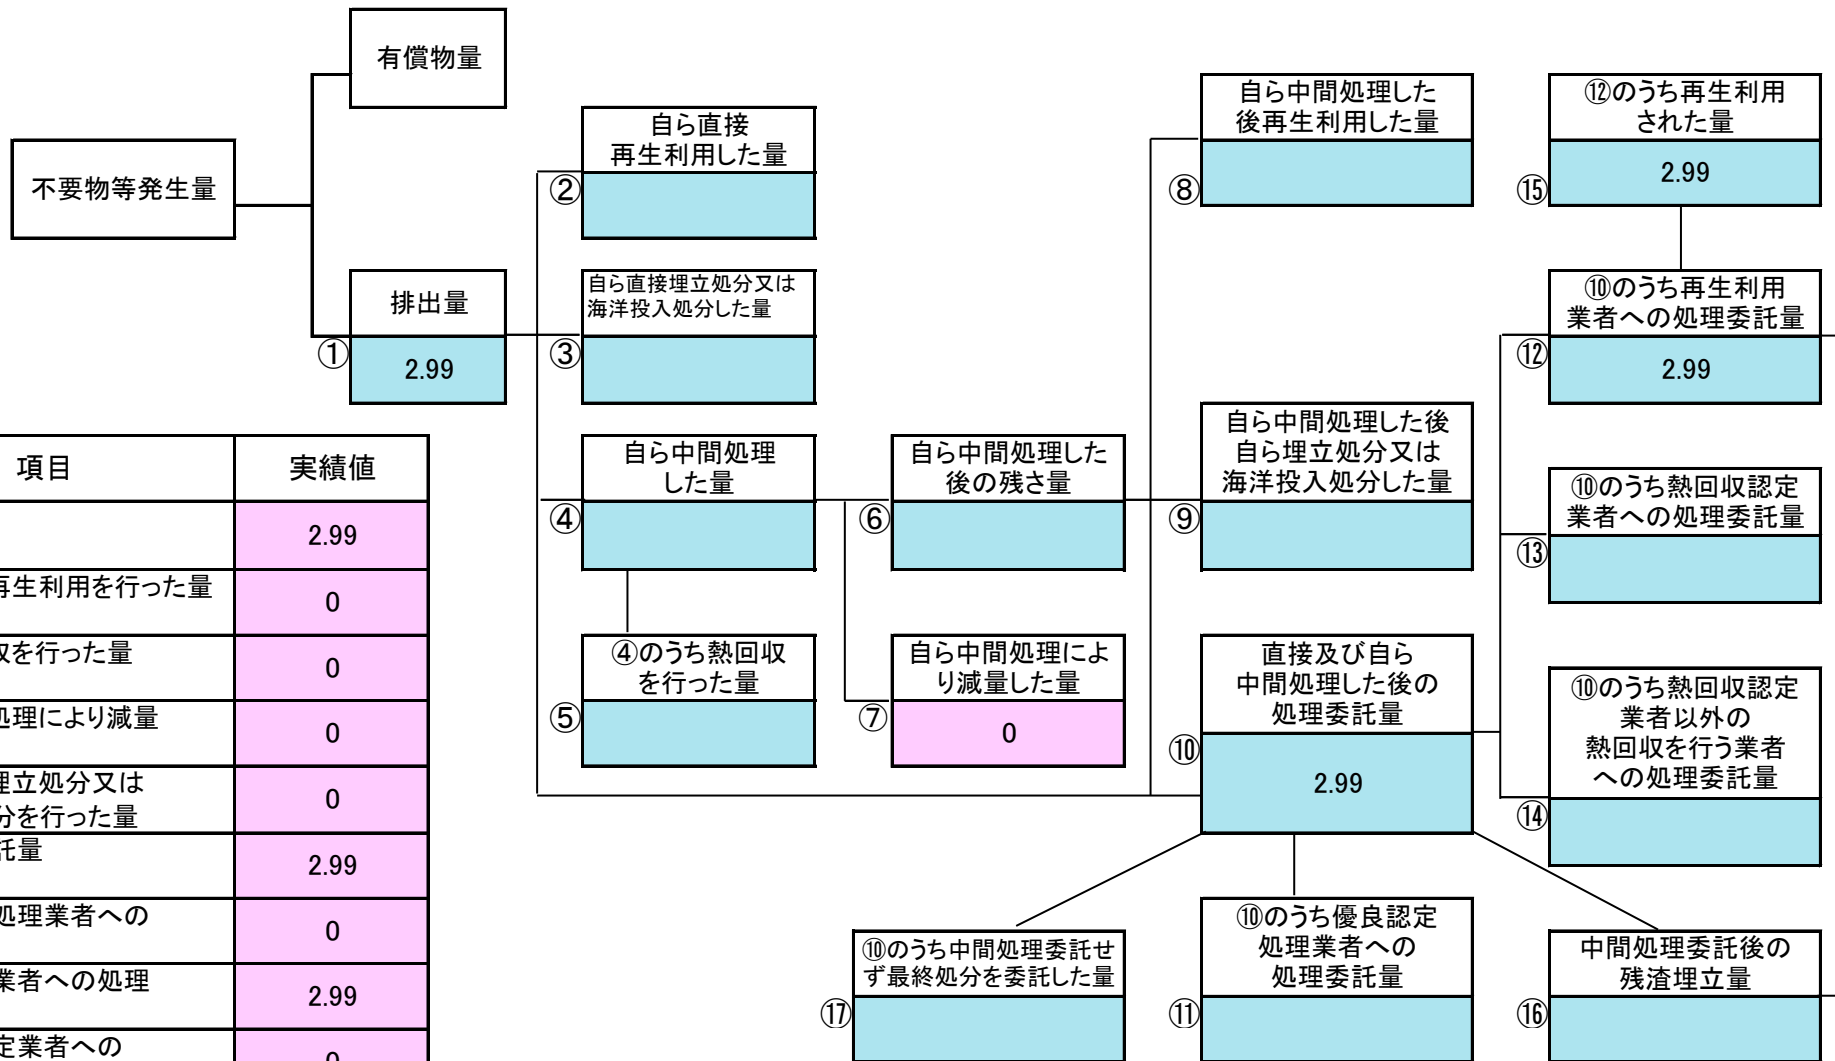 有償物量
不要物等発生量
排出量
①
2.99
自ら直接
再生利用した量
②
自ら直接埋立処分又は
海洋投入処分した量
③
自ら中間処理
した量
④
④のうち熱回収
を行った量
⑤
自ら中間処理した
後の残さ量
⑥
自ら中間処理によ
り減量した量
⑦
0
自ら中間処理した
後再生利用した量
⑧
自ら中間処理した後
自ら埋立処分又は
海洋投入処分した量
⑨
直接及び自ら
中間処理した後の
処理委託量
⑩
2.99
⑫のうち再生利用
された量
⑮
2.99
⑩のうち再生利用
業者への処理委託量
⑫
2.99
⑩のうち熱回収認定
業者への処理委託量
⑬
⑩のうち熱回収認定
業者以外の
熱回収を行う業者
への処理委託量
⑭
⑩のうち中間処理委託せ
ず最終処分を委託した量
⑰
⑩のうち優良認定
処理業者への
処理委託量
⑪
中間処理委託後の
残渣埋立量
⑯
項目 実績値
2.99
再生利用を行った量 0
を行った量 0
処理により減量 0
埋立処分又は
分を行った量 0
託量 2.99
処理業者への 0
業者への処理 2.99
定業者への 0